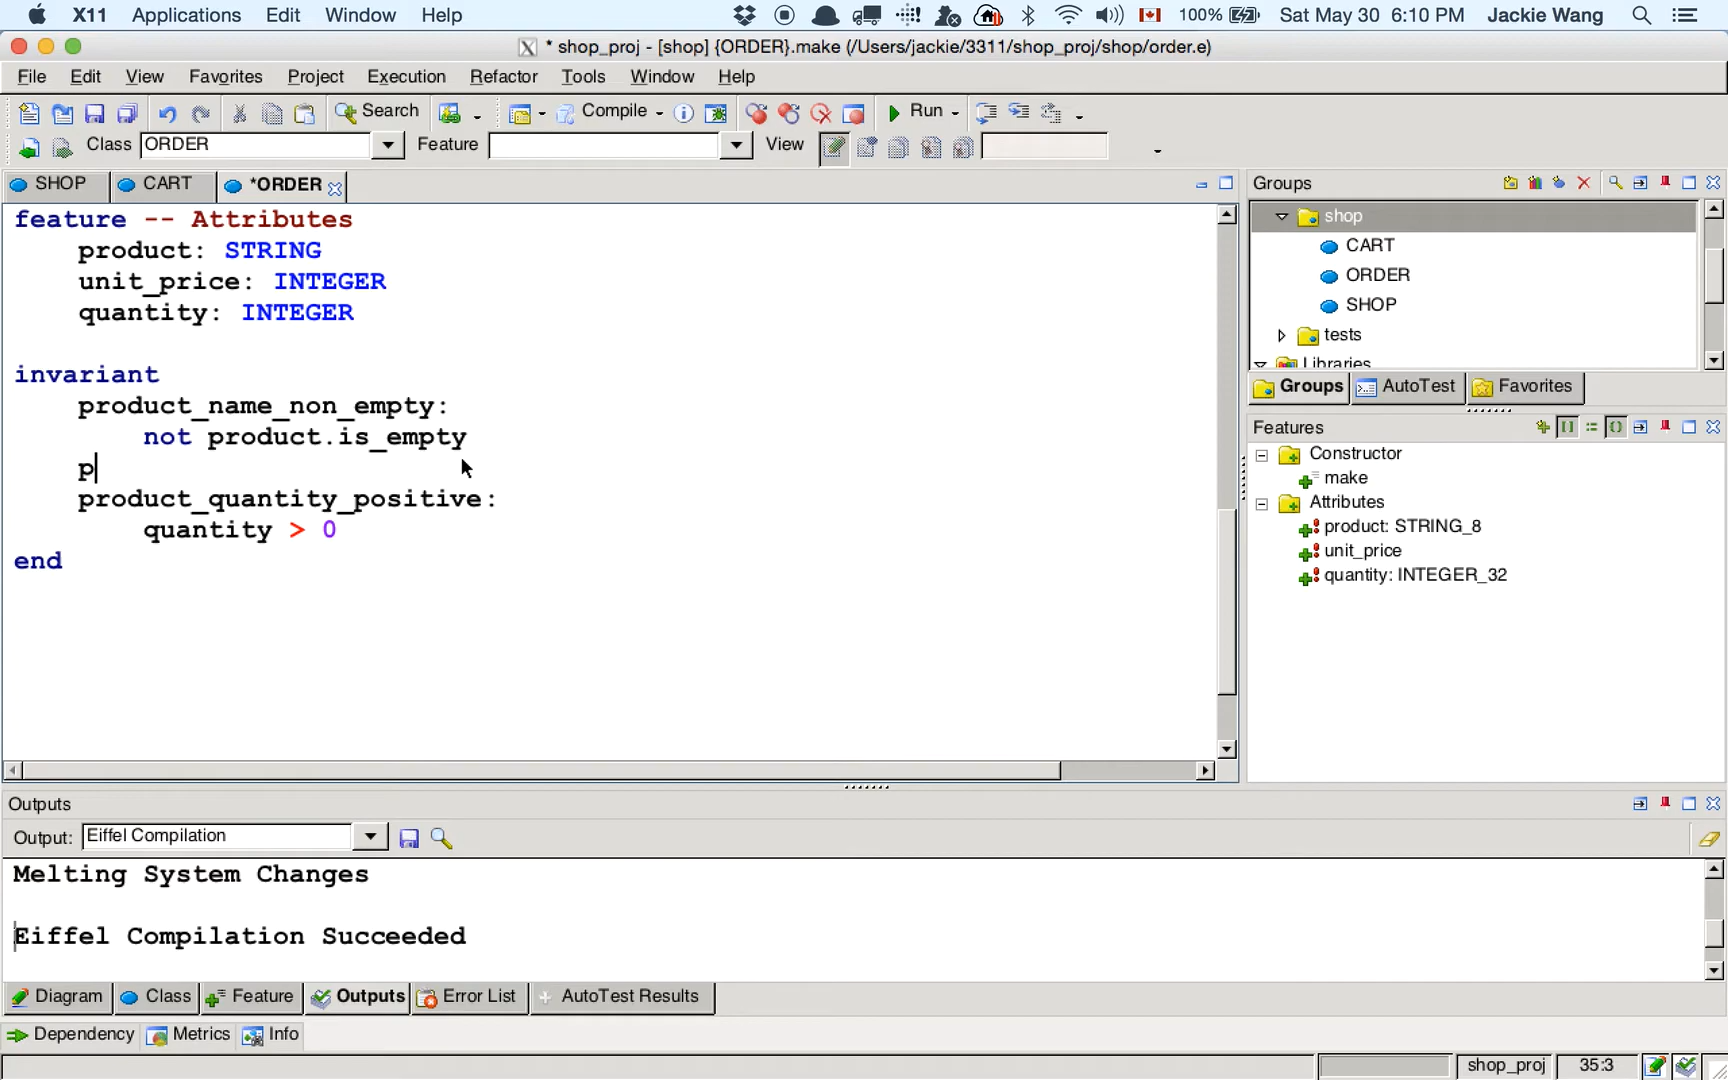 X11 Applications Edit Window Help 100% Sat May 30 6:10 PM Jackie Wang
* shop_proj - [shop] {ORDER}.make (/Users/jackie/3311/shop_proj/shop/order.e)
File Edit View Favorites Project Execution Refactor Tools Window Help
Search Compile Run
Class ORDER Feature View
SHOP CART *ORDER
feature -- Attributes
product: STRING
unit_price: INTEGER
quantity: INTEGER
invariant
product_name_non_empty:
not product.is_empty
p
product_quantity_positive:
quantity > 0
end
Groups
shop
CART
ORDER
SHOP
tests
Libraries
Groups AutoTest Favorites
Features
Constructor
make
Attributes
product: STRING_8
unit_price
quantity: INTEGER_32
Outputs
Output: Eiffel Compilation
Melting System Changes
Eiffel Compilation Succeeded
Diagram Class Feature Outputs Error List AutoTest Results
Dependency Metrics Info
shop_proj 35:3